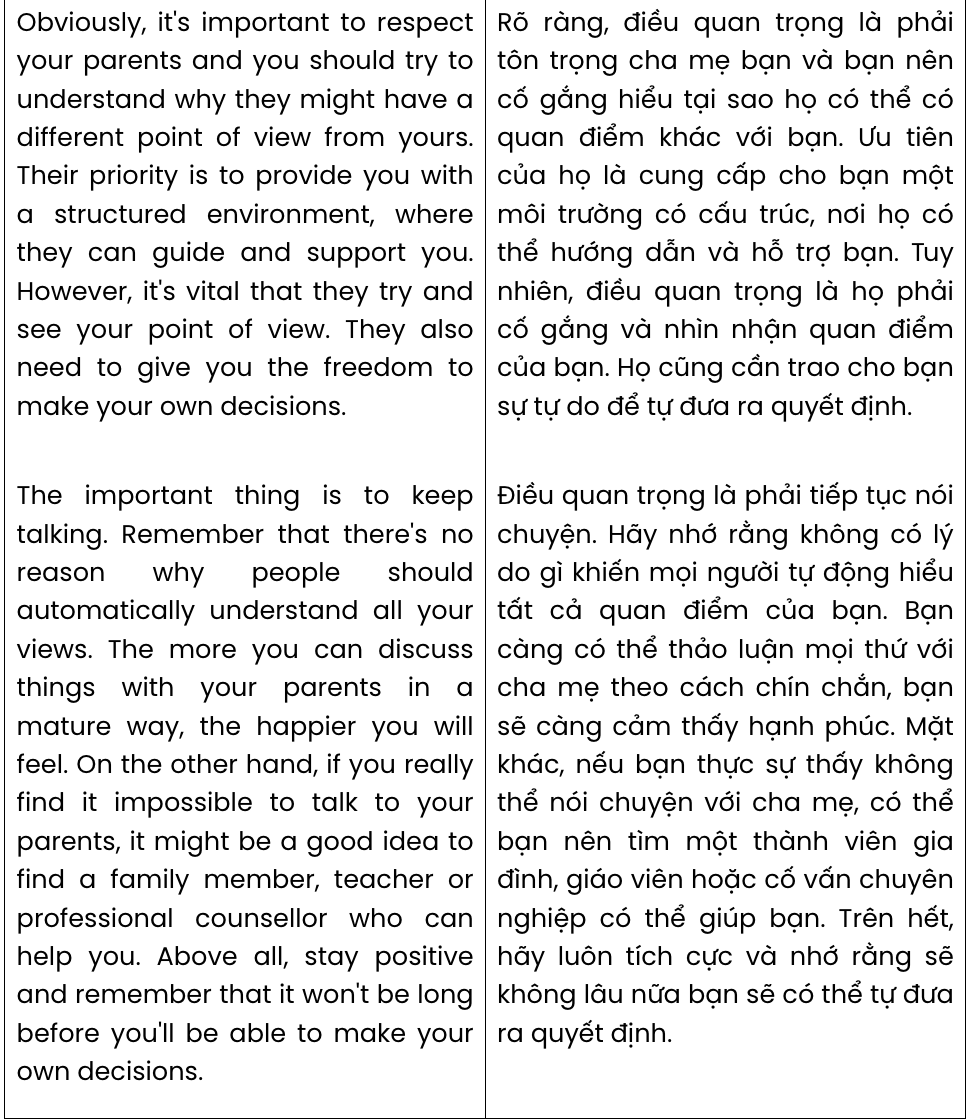 Obviously, it's important to respect
your parents and you should try to
understand why they might have a
different point of view from yours.
Their priority is to provide you with
a structured environment, where
they can guide and support you.
However, it's vital that they try and
see your point of view. They also
need to give you the freedom to
make your own decisions.
The important thing is to keep
talking. Remember that there's no
reason why people should
automatically understand all your
views. The more you can discuss
things with your parents in a
mature way, the happier you will
feel. On the other hand, if you really
find it impossible to talk to your
parents, it might be a good idea to
find a family member, teacher or
professional counsellor who can
help you. Above all, stay positive
and remember that it won't be long
before you'll be able to make your
own decisions.
Rõ ràng, điều quan trọng là phải
tôn trọng cha mẹ bạn và bạn nên
cố gắng hiểu tại sao họ có thể có
quan điểm khác với bạn. Ưu tiên
của họ là cung cấp cho bạn một
môi trường có cấu trúc, nơi họ có
thể hướng dẫn và hỗ trợ bạn. Tuy
nhiên, điều quan trọng là họ phải
cố gắng và nhìn nhận quan điểm
của bạn. Họ cũng cần trao cho bạn
sự tự do để tự đưa ra quyết định.
Điều quan trọng là phải tiếp tục nói
chuyện. Hãy nhớ rằng không có lý
do gì khiến mọi người tự động hiểu
tất cả quan điểm của bạn. Bạn
càng có thể thảo luận mọi thứ với
cha mẹ theo cách chín chắn, bạn
sẽ càng cảm thấy hạnh phúc. Mặt
khác, nếu bạn thực sự thấy không
thể nói chuyện với cha mẹ, có thể
bạn nên tìm một thành viên gia
đình, giáo viên hoặc cố vấn chuyên
nghiệp có thể giúp bạn. Trên hết,
hãy luôn tích cực và nhớ rằng sẽ
không lâu nữa bạn sẽ có thể tự đưa
ra quyết định.